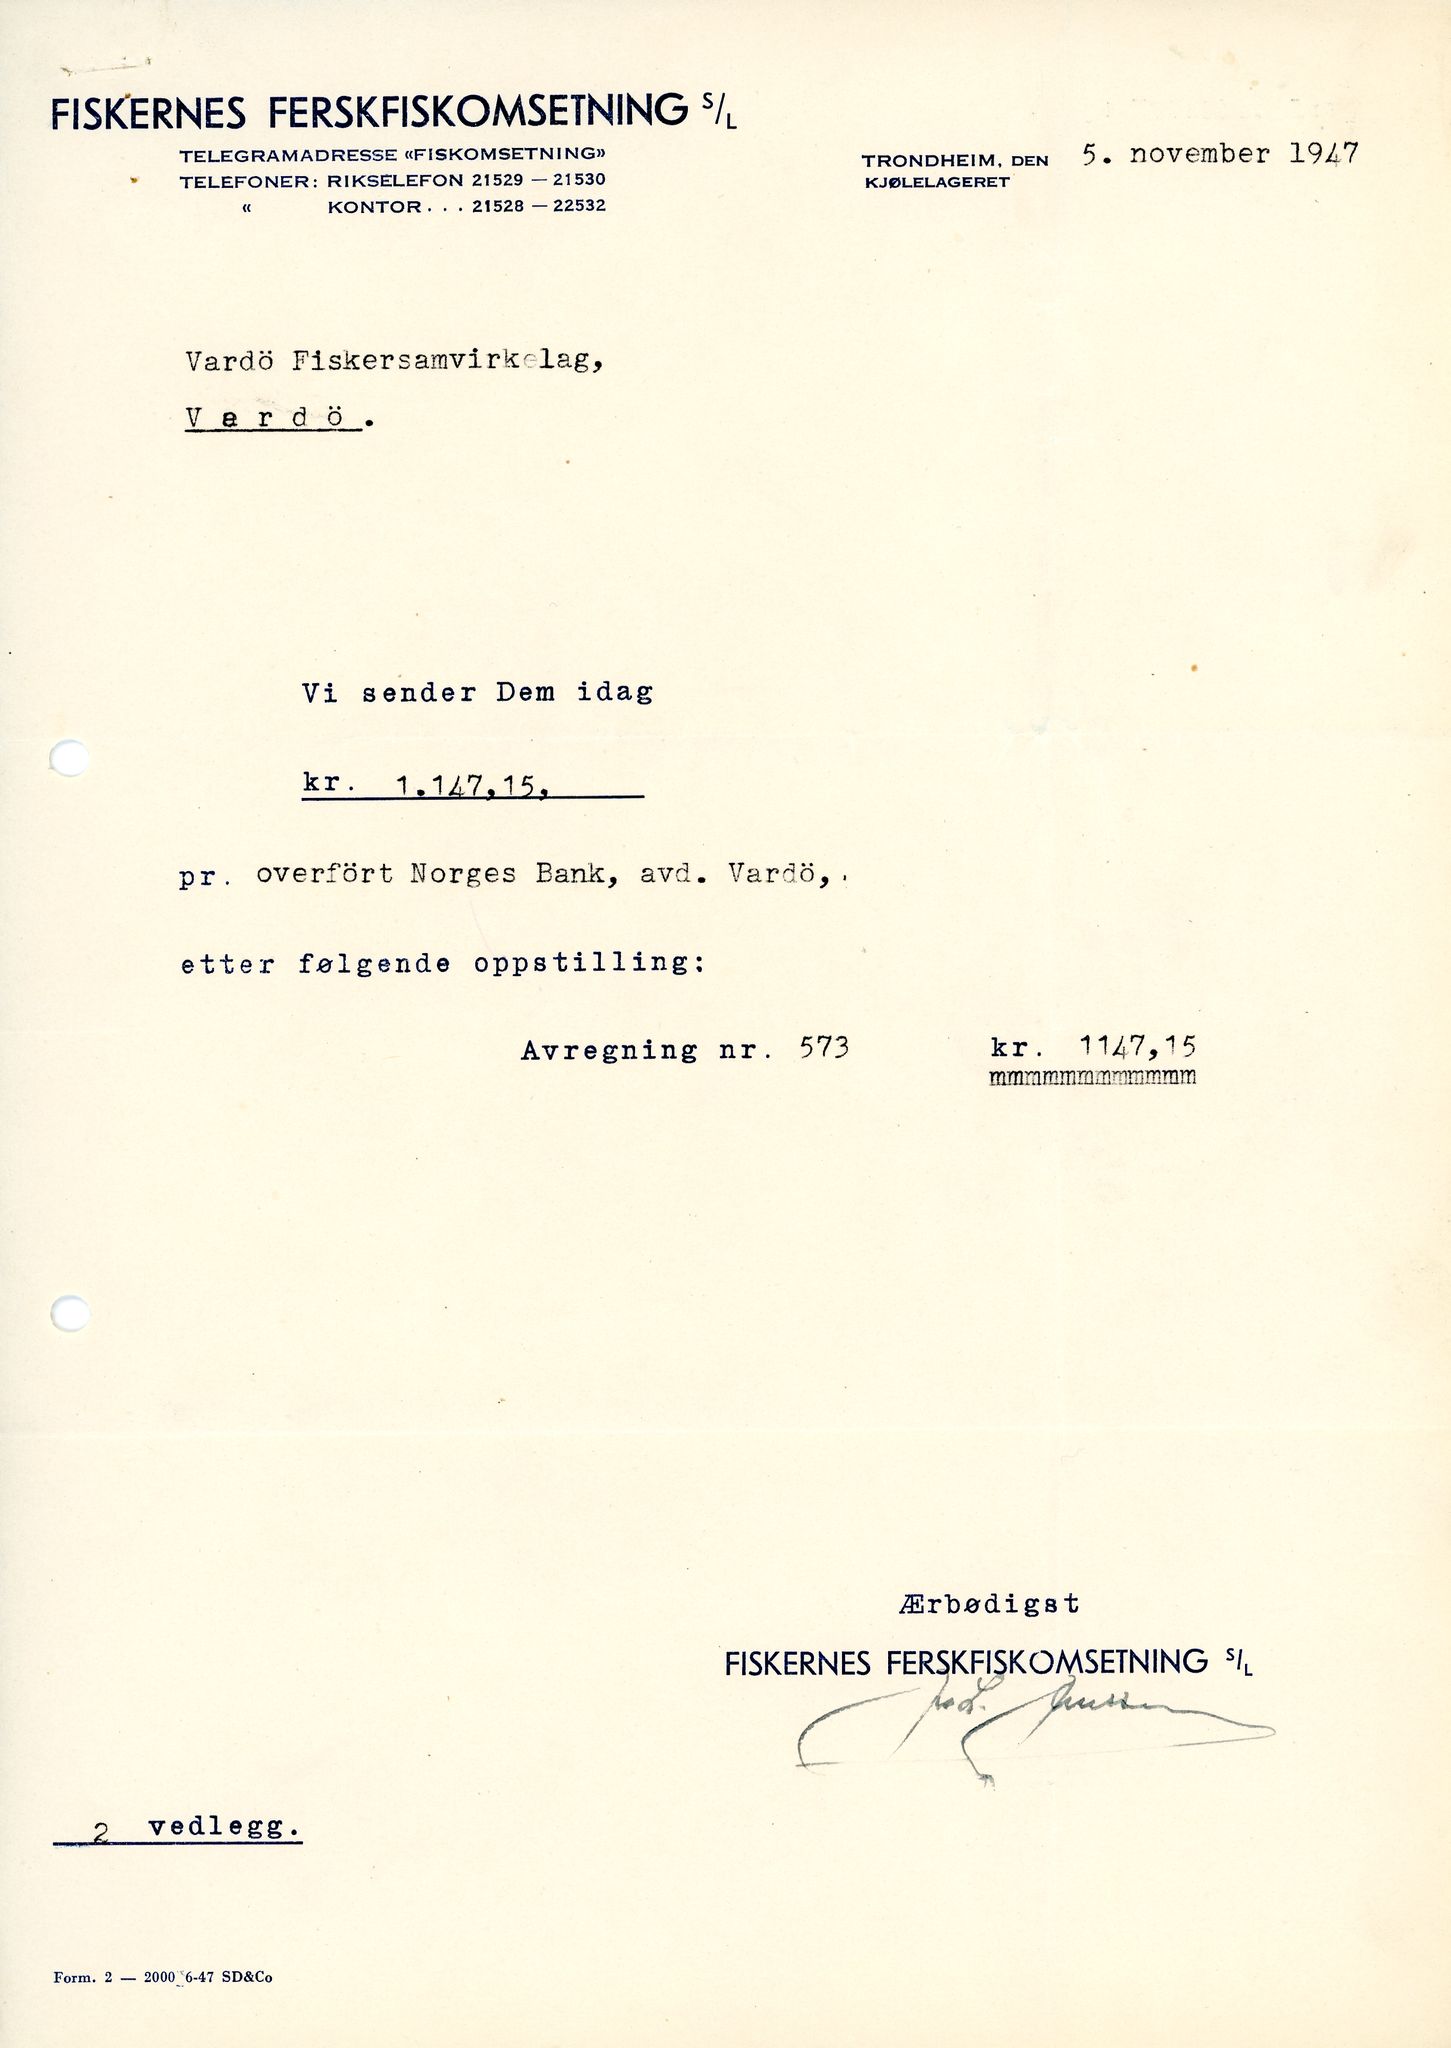 FISKERNES FERSKFISKOMSETNING S/L
TELEGRAMADRESSE «FISKOMSETNING»
TELEFONER: RIKSELEFON 21529 — 21530
« KONTOR . . . 21528 — 22532
TRONDHEIM, DEN 5. november 1947
KJØLELAGERET
Vardö Fiskersamvirkelag,
Vardö.
Vi sender Dem idag
kr. 1.147,15,
pr. overfört Norges Bank, avd. Vardö, .
etter følgende oppstilling:
Avregning nr. 573 kr. 1147,15
mmmmmmmmmmmm
Ærbødigst
FISKERNES FERSKFISKOMSETNING S/L
2 vedlegg.
Form. 2 — 2000 6-47 SD&Co